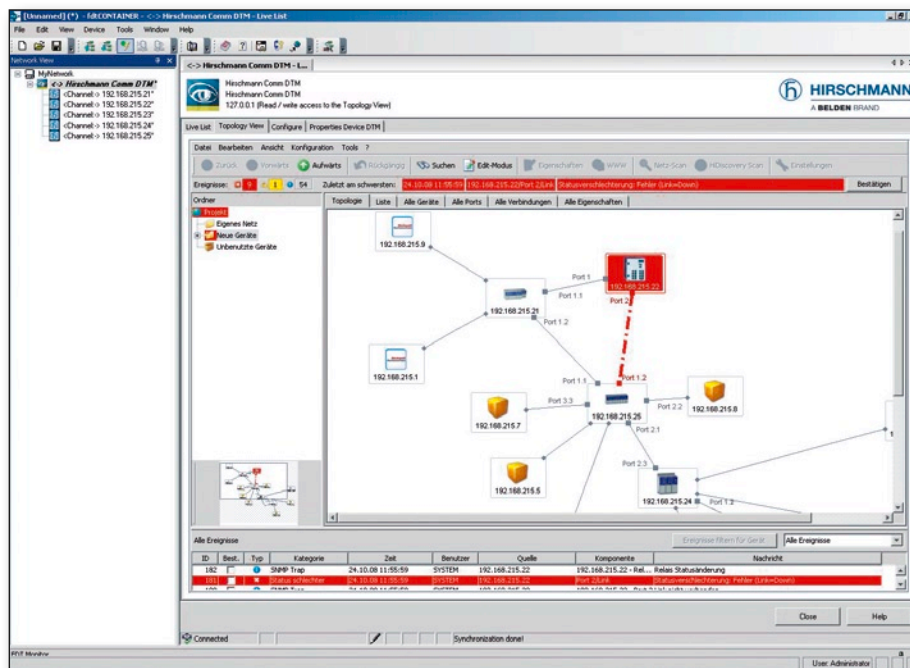 [Unnamed] (*) - fdtCONTAINER - <-> Hirschmann Comm DTM - Live List
File Edit View Device Tools Window Help
Network View
MyNetwork
<-> Hirschmann Comm DTM*
<Channel:> 192.168.215.21*
<Channel:> 192.168.215.22*
<Channel:> 192.168.215.23*
<Channel:> 192.168.215.24*
<Channel:> 192.168.215.25*
<-> Hirschmann Comm DTM - L...
Hirschmann Comm DTM
Hirschmann Comm DTM
127.0.0.1 (Read / write access to the Topology View)
HIRSCHMANN
A BELDEN BRAND
Live List Topology View Configure Properties Device DTM
Datei Bearbeiten Ansicht Konfiguration Tools ?
Zurück Vorwärts Aufwärts Rückgängig Suchen Edit-Modus Eigenschaften WWW Netz-Scan HiDiscovery Scan Einstellungen
Ereignisse: 9 1 54 Zuletzt am schwersten: 24.10.08 11:55:59 192.168.215.22/Port 2/Link Statusverschlechterung: Fehler (Link=Down) Bestätigen
Ordner
Projekt
Eigenes Netz
Neue Geräte
Unbenutzte Geräte
Topologie Liste Alle Geräte Alle Ports Alle Verbindungen Alle Eigenschaften
192.168.215.9
Port 1
192.168.215.22
Port 1.1
Port 2
192.168.215.21
Port 1.2
192.168.215.1
Port 1.1
Port 1.2
Port 3.3
Port 2.2
192.168.215.8
192.168.215.7
192.168.215.25
Port 2.1
Port 2.3
192.168.215.5
192.168.215.24
Port 1.3
Alle Ereignisse
Ereignisse filtern für Gerät
Alle Ereignisse
ID Best. Typ Kategorie Zeit Benutzer Quelle Komponente Nachricht
182 SNMP Trap 24.10.08 11:55:59 SYSTEM 192.168.215.22 192.168.215.22 - Rel... Relais Statusänderung
181 Status schlechter 24.10.08 11:55:59 SYSTEM 192.168.215.22 Port 2/Link Statusverschlechterung: Fehler (Link=Down)
Close Help
Connected
Synchronization done!
FDT Monitor
User: Administrator